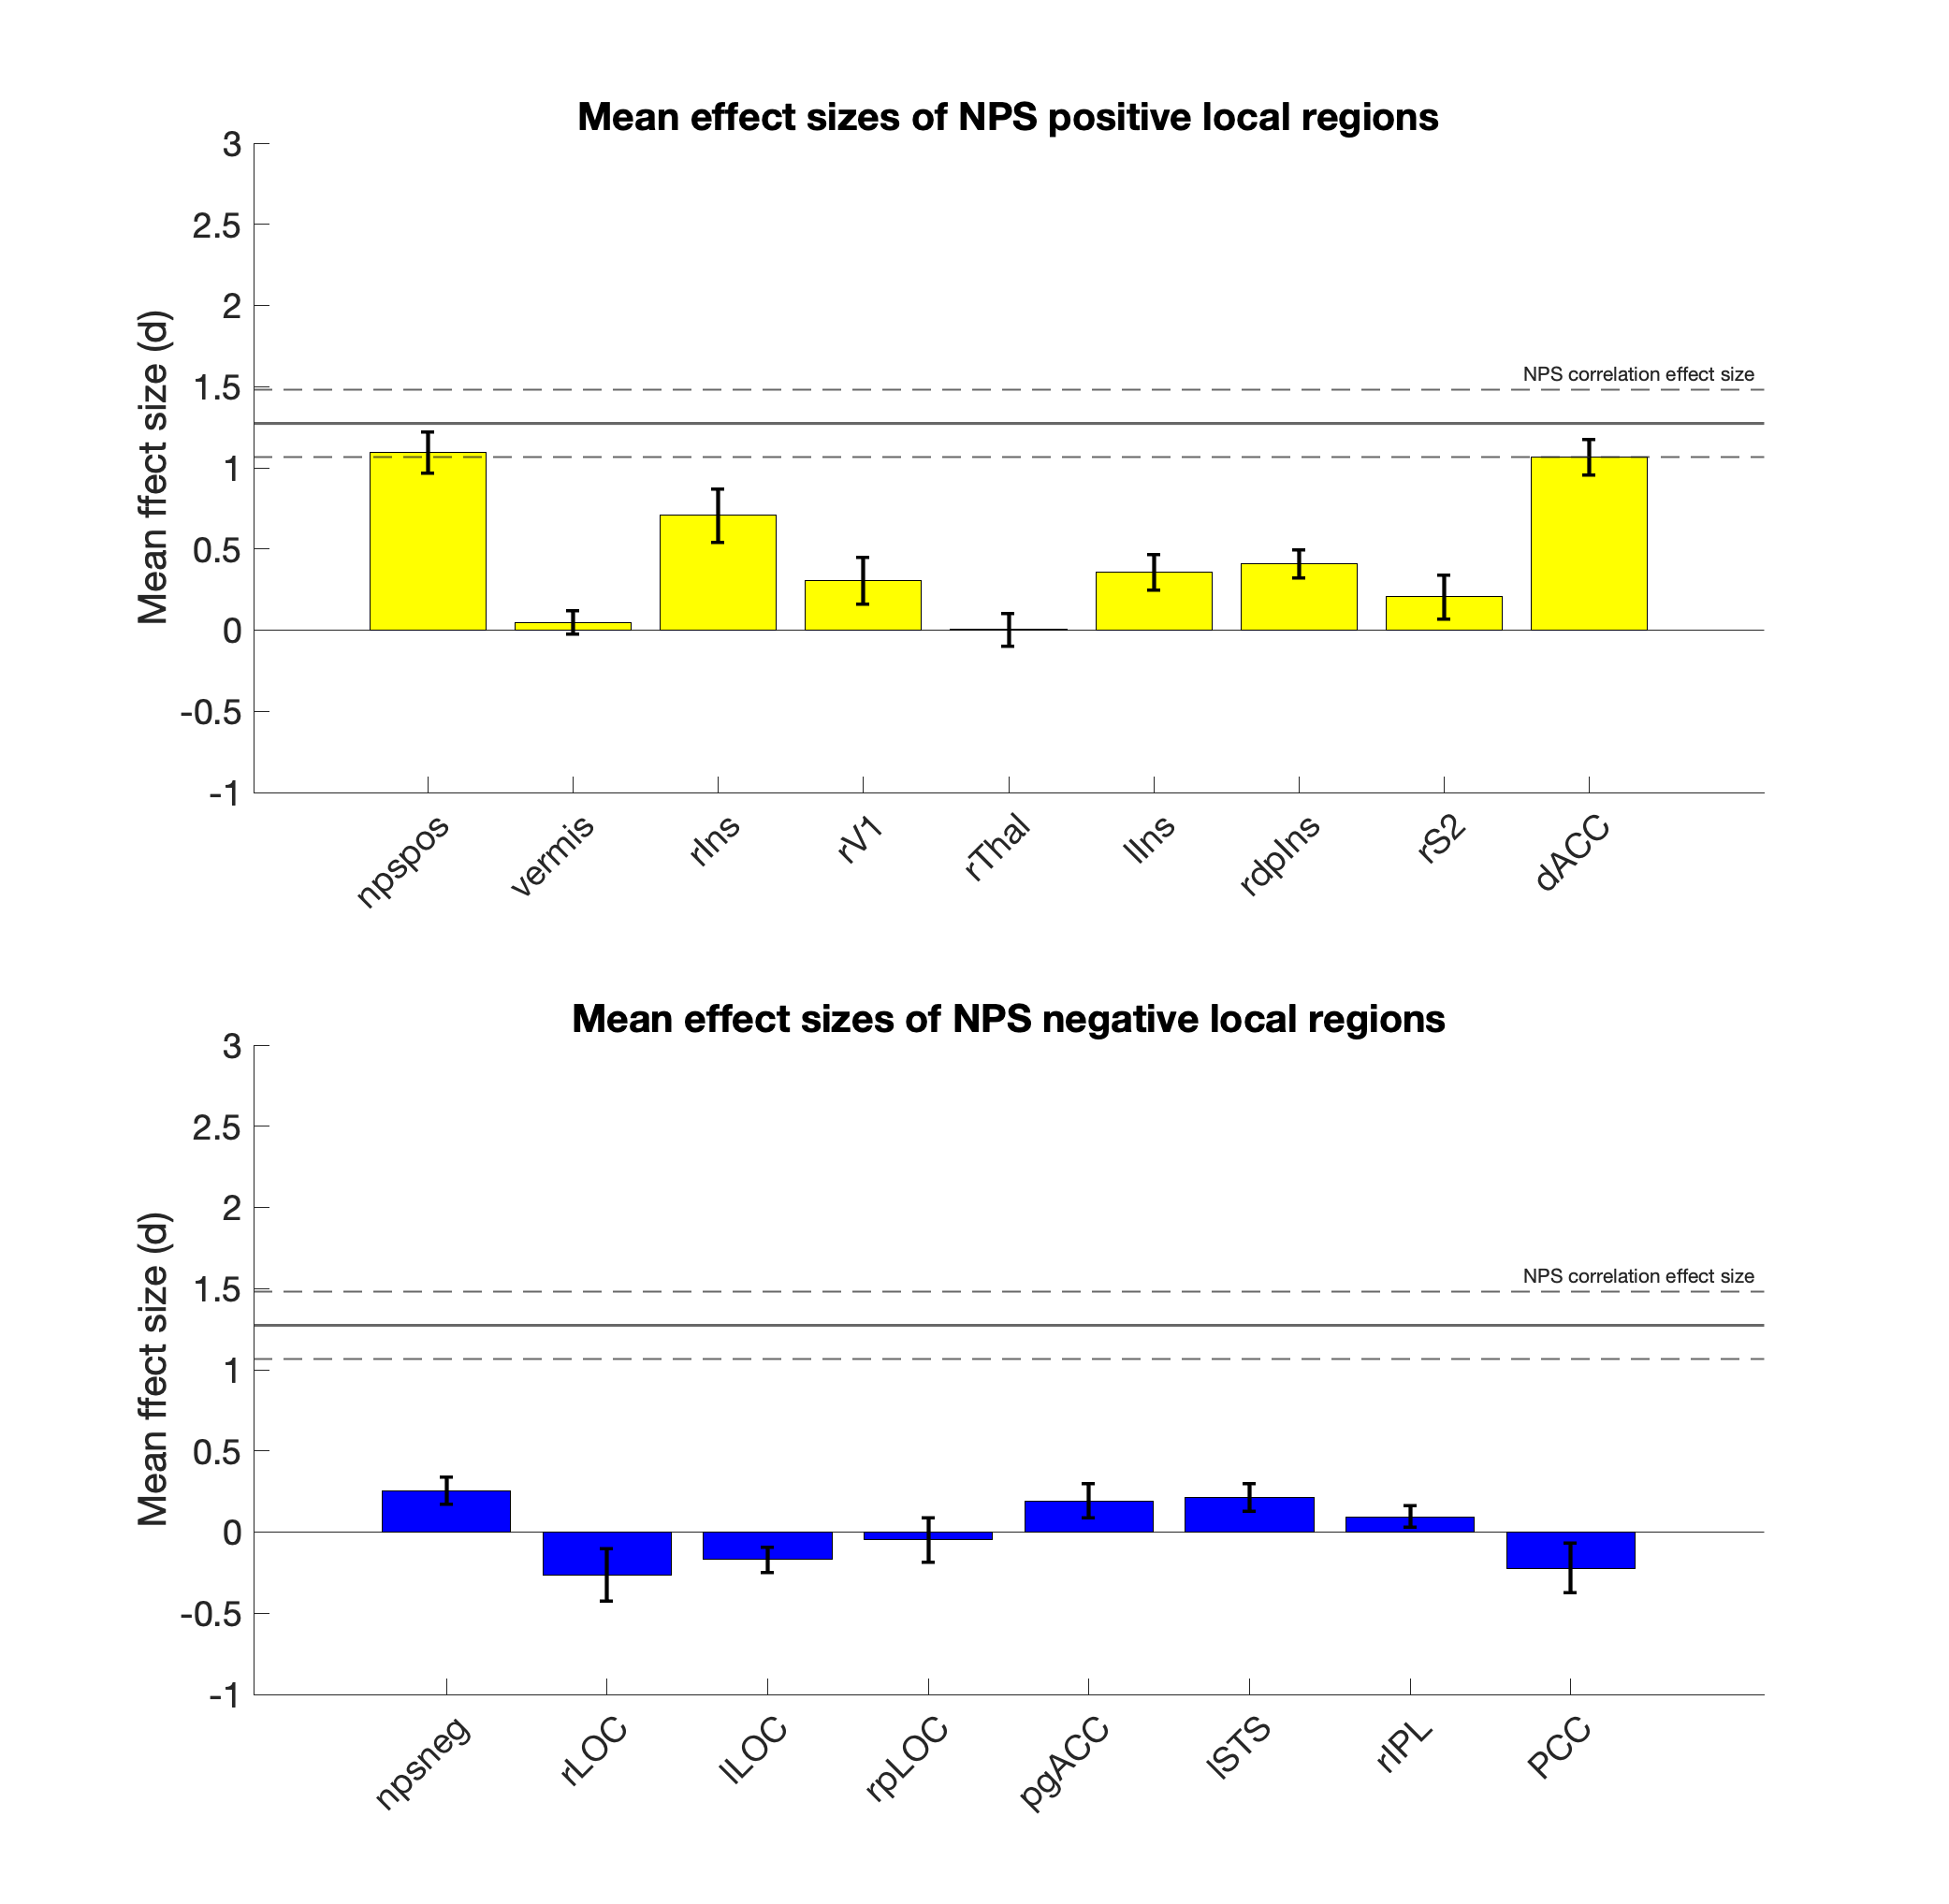 Mean effect sizes of NPS positive local regions
3
2.5
2
1.5
1
0.5
0
-0.5
-1
Mean ffect size (d)
NPS correlation effect size
npspos
vermis
rIns
rV1
rThal
lIns
rdpIns
rS2
dACC
Mean effect sizes of NPS negative local regions
3
2.5
2
1.5
1
0.5
0
-0.5
-1
Mean ffect size (d)
NPS correlation effect size
npsneg
rLOC
lLOC
rpLOC
pgACC
lSTS
rIPL
PCC